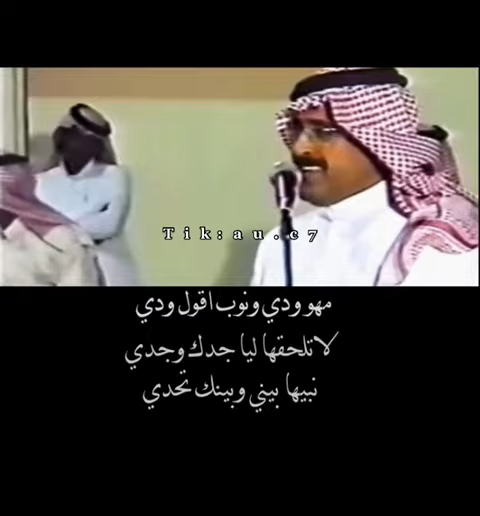 Tik:au.c7
مهو ودي ونوب اقول ودي
لا تلحقها ليا جدك وجدي
نبيها بيني وبينك تحدي